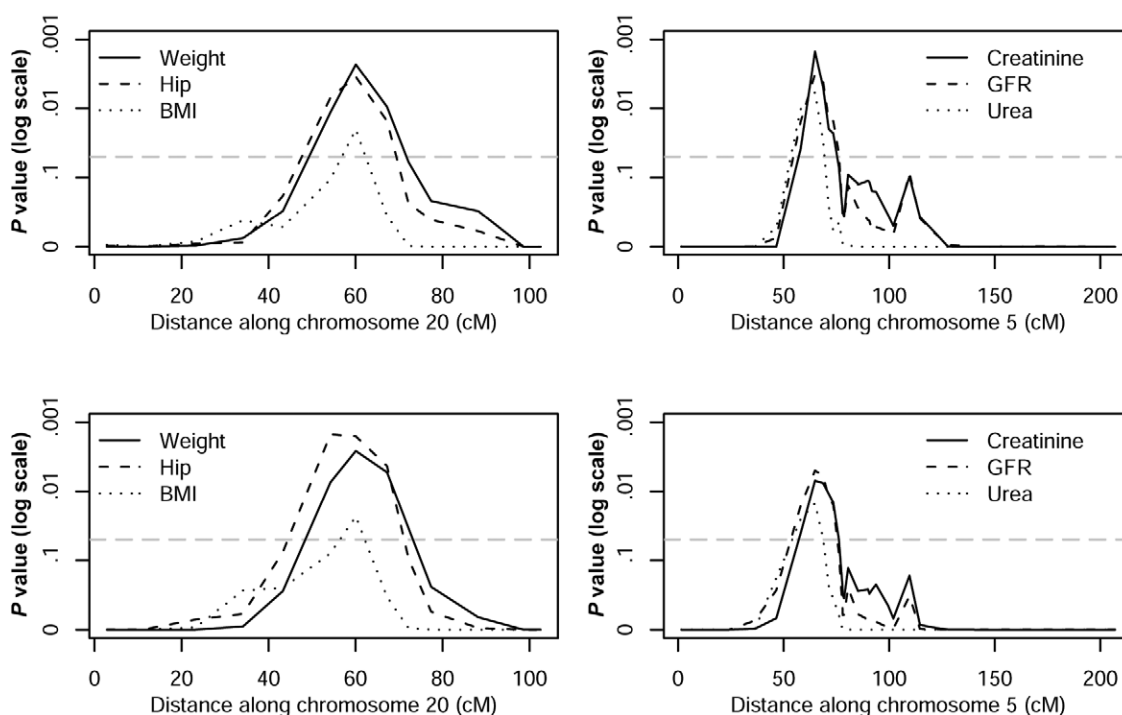 P value (log scale)
.001
.01
.1
0
Weight
Hip
BMI
0 20 40 60 80 100
Distance along chromosome 20 (cM)
P value (log scale)
.001
.01
.1
0
Creatinine
GFR
Urea
0 50 100 150 200
Distance along chromosome 5 (cM)
P value (log scale)
.001
.01
.1
0
Weight
Hip
BMI
0 20 40 60 80 100
Distance along chromosome 20 (cM)
P value (log scale)
.001
.01
.1
0
Creatinine
GFR
Urea
0 50 100 150 200
Distance along chromosome 5 (cM)